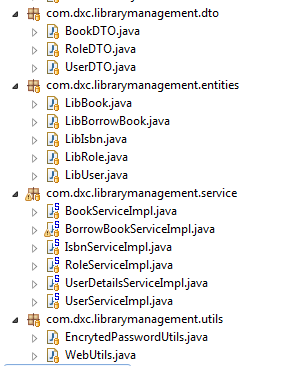 com.dxc.librarymanagement.dto
BookDTO.java
RoleDTO.java
UserDTO.java
com.dxc.librarymanagement.entities
LibBook.java
LibBorrowBook.java
LibIsbn.java
LibRole.java
LibUser.java
com.dxc.librarymanagement.service
BookServiceImpl.java
BorrowBookServiceImpl.java
IsbnServiceImpl.java
RoleServiceImpl.java
UserDetailsServiceImpl.java
UserServiceImpl.java
com.dxc.librarymanagement.utils
EncrytedPasswordUtils.java
WebUtils.java